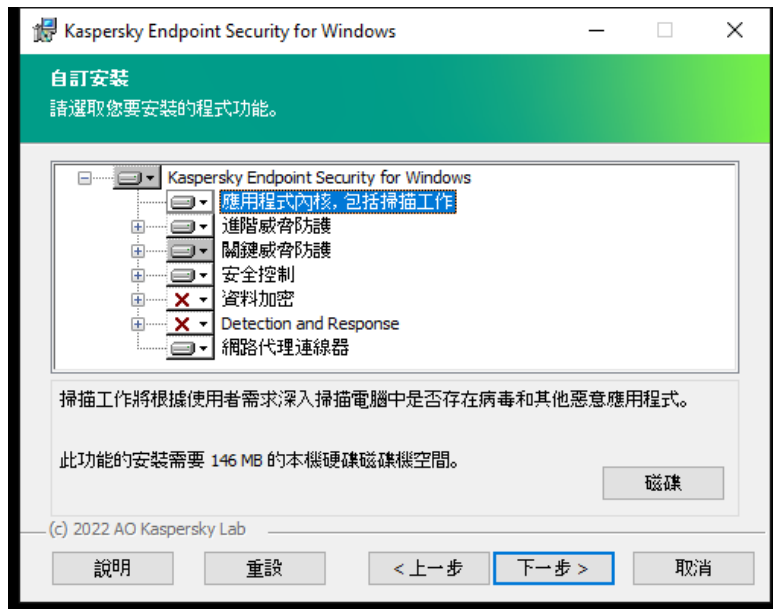 Kaspersky Endpoint Security for Windows
自訂安裝
請選取您要安裝的程式功能。
Kaspersky Endpoint Security for Windows
應用程式內核, 包括掃描工作
進階威脅防護
關鍵威脅防護
安全控制
資料加密
Detection and Response
網路代理連線器
掃描工作將根據使用者需求深入掃描電腦中是否存在病毒和其他惡意應用程式。
此功能的安裝需要 146 MB 的本機硬碟磁碟機空間。
磁碟
(c) 2022 AO Kaspersky Lab
說明 重設 < 上一步 下一步 > 取消